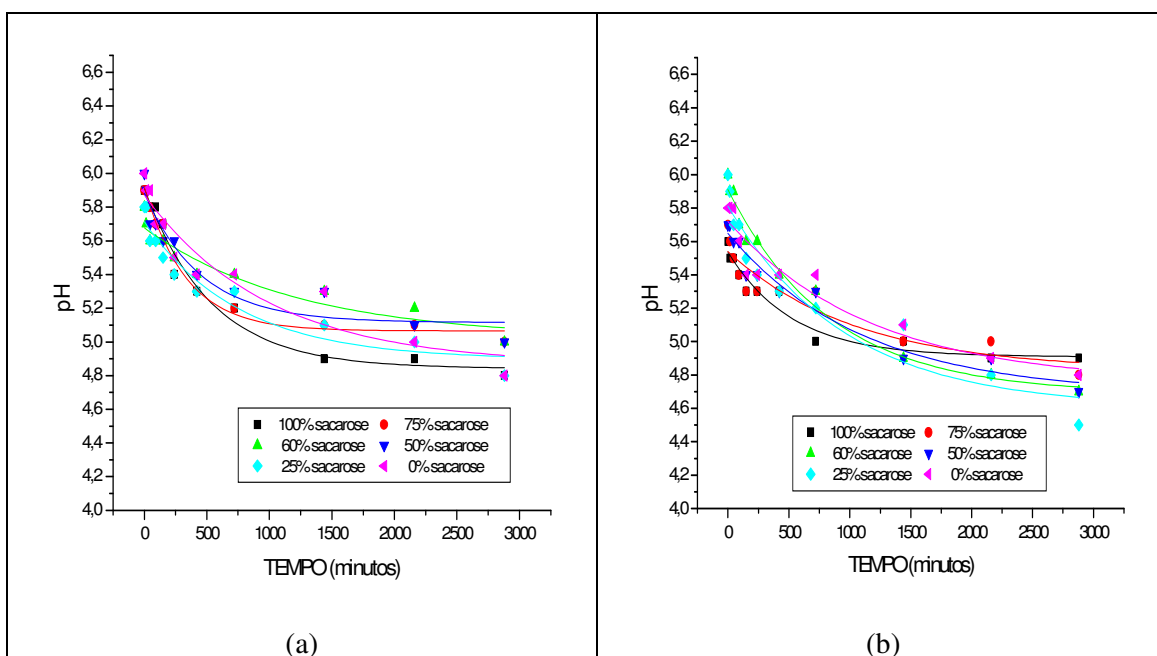 6,6
6,4
6,2
6,0
5,8
5,6
5,4
5,2
5,0
4,8
4,6
4,4
4,2
4,0
pH
100% sacarose 75% sacarose
60% sacarose 50% sacarose
25% sacarose 0% sacarose
0 500 1000 1500 2000 2500 3000
TEMPO (minutos)
(a)
6,6
6,4
6,2
6,0
5,8
5,6
5,4
5,2
5,0
4,8
4,6
4,4
4,2
4,0
pH
100% sacarose 75% sacarose
60% sacarose 50% sacarose
25% sacarose 0% sacarose
0 500 1000 1500 2000 2500 3000
TEMPO (minutos)
(b)